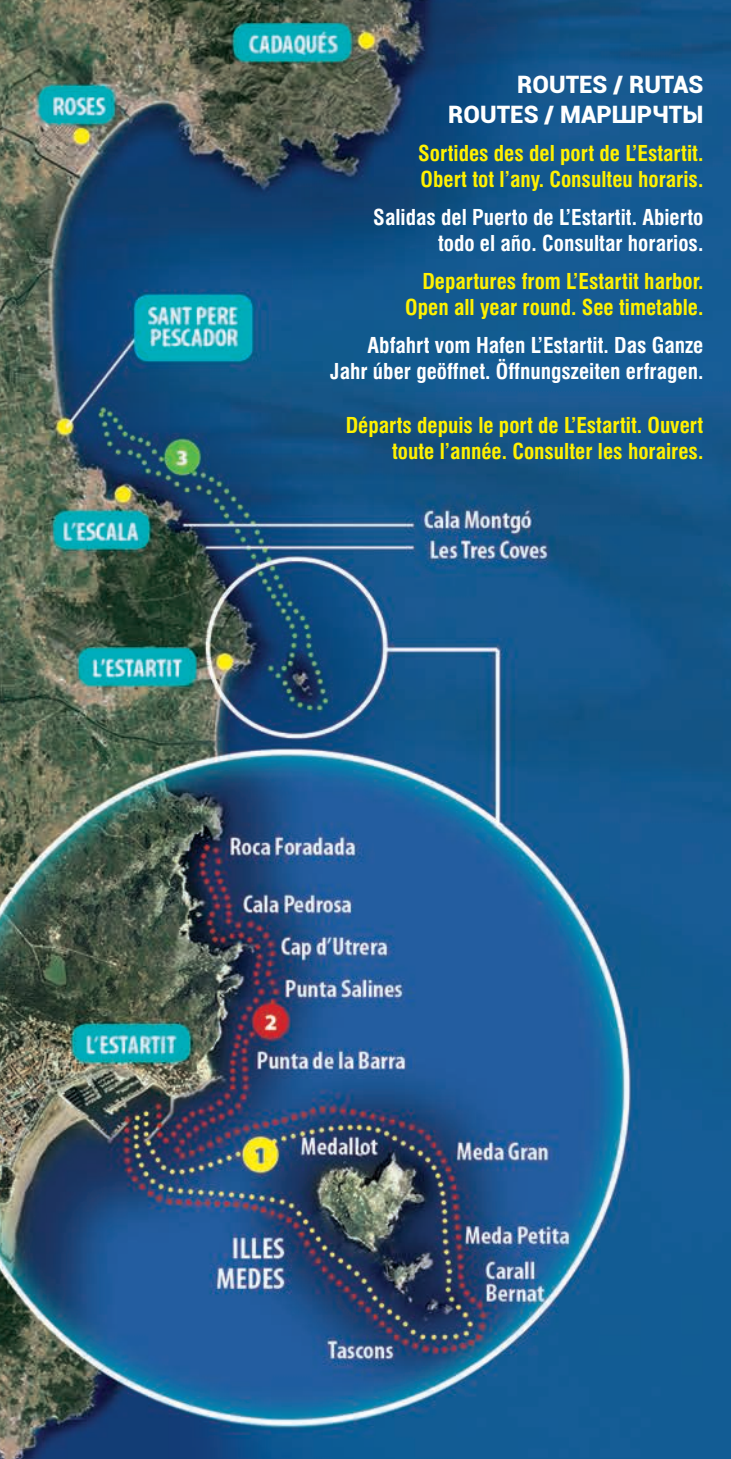 CADAQUÉS
ROSES
ROUTES / RUTAS
ROUTES / МАРШРЧТЫ
Sortides des del port de L'Estartit.
Obert tot l'any. Consulteu horaris.
Salidas del Puerto de L'Estartit. Abierto
todo el año. Consultar horarios.
Departures from L'Estartit harbor.
Open all year round. See timetable.
Abfahrt vom Hafen L'Estartit. Das Ganze
Jahr úber geöffnet. Öffnungszeiten erfragen.
Départs depuis le port de L'Estartit. Ouvert
toute l'année. Consulter les horaires.
SANT PERE
PESCADOR
3
L'ESCALA
Cala Montgó
Les Tres Coves
L'ESTARTIT
Roca Foradada
Cala Pedrosa
Cap d'Utrera
Punta Salines
2
L'ESTARTIT
Punta de la Barra
1
Medallot
Meda Gran
Meda Petita
ILLES
MEDES
Carall
Bernat
Tascons